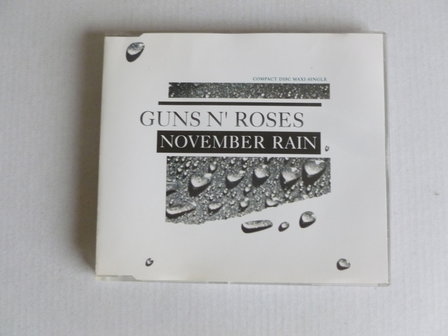 COMPACT DISC MAXI-SINGLE
GUNS N' ROSES
NOVEMBER RAIN